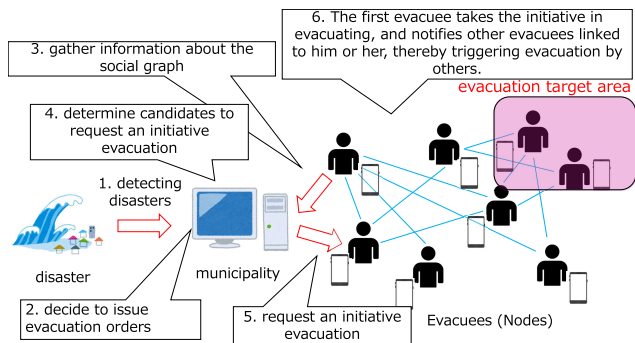 6. The first evacuee takes the initiative in
evacuating, and notifies other evacuees linked
to him or her, thereby triggering evacuation by
others.
3. gather information about the
social graph
evacuation target area
4. determine candidates to
request an initiative
evacuation
1. detecting
disasters
disaster
municipality
2. decide to issue
evacuation orders
5. request an initiative
evacuation
Evacuees (Nodes)